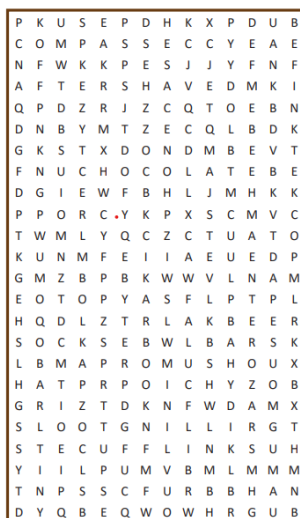 P K U S E P D H K X P D U B
C O M P A S S E C C Y E A E
N F W K K P E S J J Y F N F
A F T E R S H A V E D M K I
Q P D Z R J Z C Q T O E B N
D N B Y M T Z E C Q L B D K
G K S T X D O N D M B E V T
F N U C H O C O L A T E B E
D G I E W F B H L J M H K K
P P O R C Y K P X S C M V C
T W M L Y Q C Z C T U A T O
K U N M F E I I A E U E D P
G M Z B P B K W W V L N A M
E O T O P Y A S F L P T P L
H Q D L Z T R L A K B E E R
S O C K S E B W L B A R S K
L B M A P R O M U S H O U X
H A T P R P O I C H Y Z O B
G R I Z T D K N F W D A M X
S L O O T G N I L L I R G T
S T E C U F F L I N K S U H
Y I I L P U M V B M L M M M
T N P S S C F U R B B H A N
D Y Q B E Q W O W H R G U B